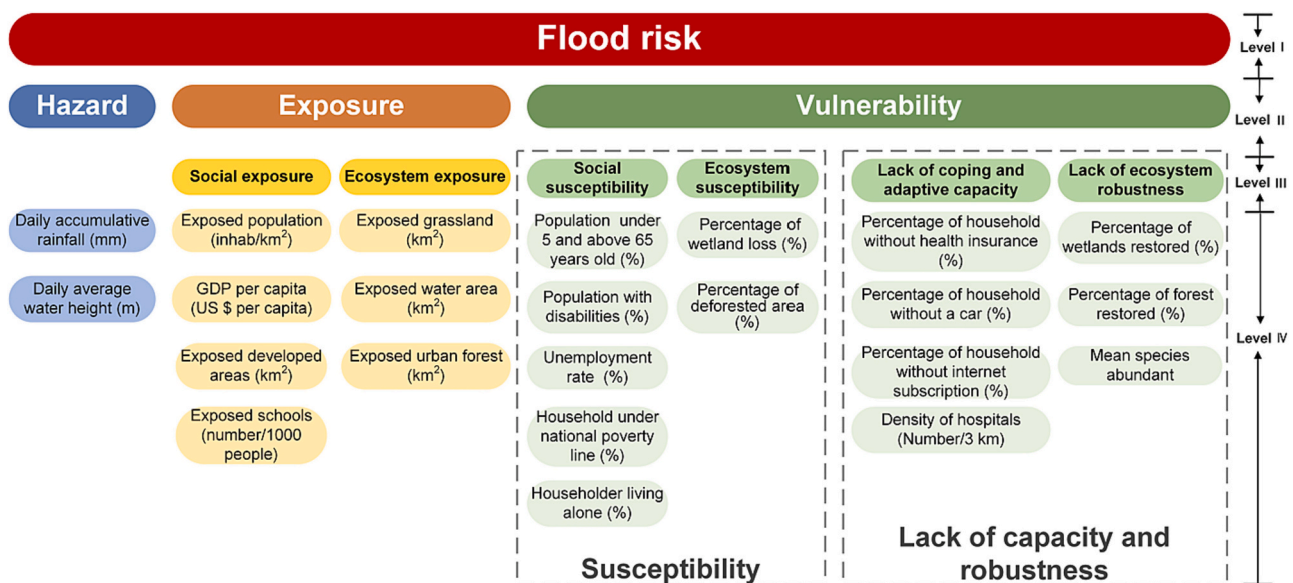 Flood risk
Level I
Hazard
Exposure
Vulnerability
Level II
Social exposure
Ecosystem exposure
Social
susceptibility
Ecosystem
susceptibility
Lack of coping and
adaptive capacity
Lack of ecosystem
robustness
Level III
Daily accumulative
rainfall (mm)
Daily average
water height (m)
Exposed population
(inhab/km²)
GDP per capita
(US $ per capita)
Exposed developed
areas (km²)
Exposed schools
(number/1000
people)
Exposed grassland
(km²)
Exposed water area
(km²)
Exposed urban forest
(km²)
Population under
5 and above 65
years old (%)
Population with
disabilities (%)
Unemployment
rate (%)
Household under
national poverty
line (%)
Householder living
alone (%)
Percentage of
wetland loss (%)
Percentage of
deforested area
(%)
Susceptibility
Percentage of household
without health insurance
(%)
Percentage of household
without a car (%)
Percentage of household
without internet
subscription (%)
Density of hospitals
(Number/3 km)
Percentage of
wetlands restored (%)
Percentage of forest
restored (%)
Mean species
abundant
Lack of capacity and
robustness
Level IV